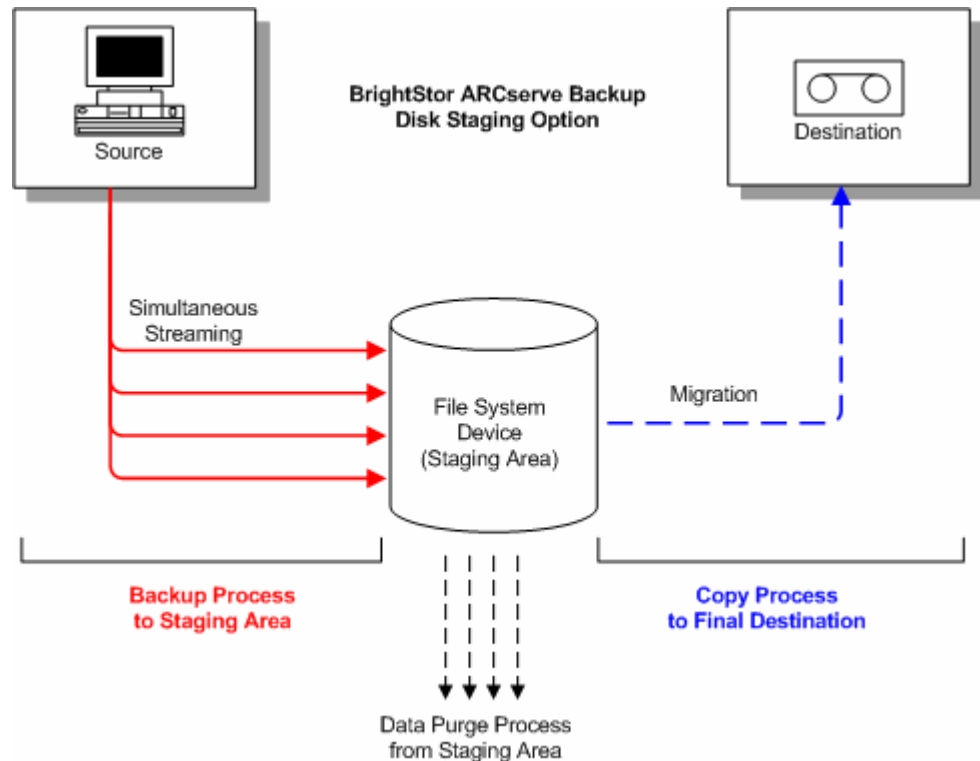 BrightStor ARCserve Backup
Disk Staging Option
Source
Destination
Simultaneous
Streaming
File System
Device
(Staging Area)
Migration
Backup Process
to Staging Area
Copy Process
to Final Destination
Data Purge Process
from Staging Area